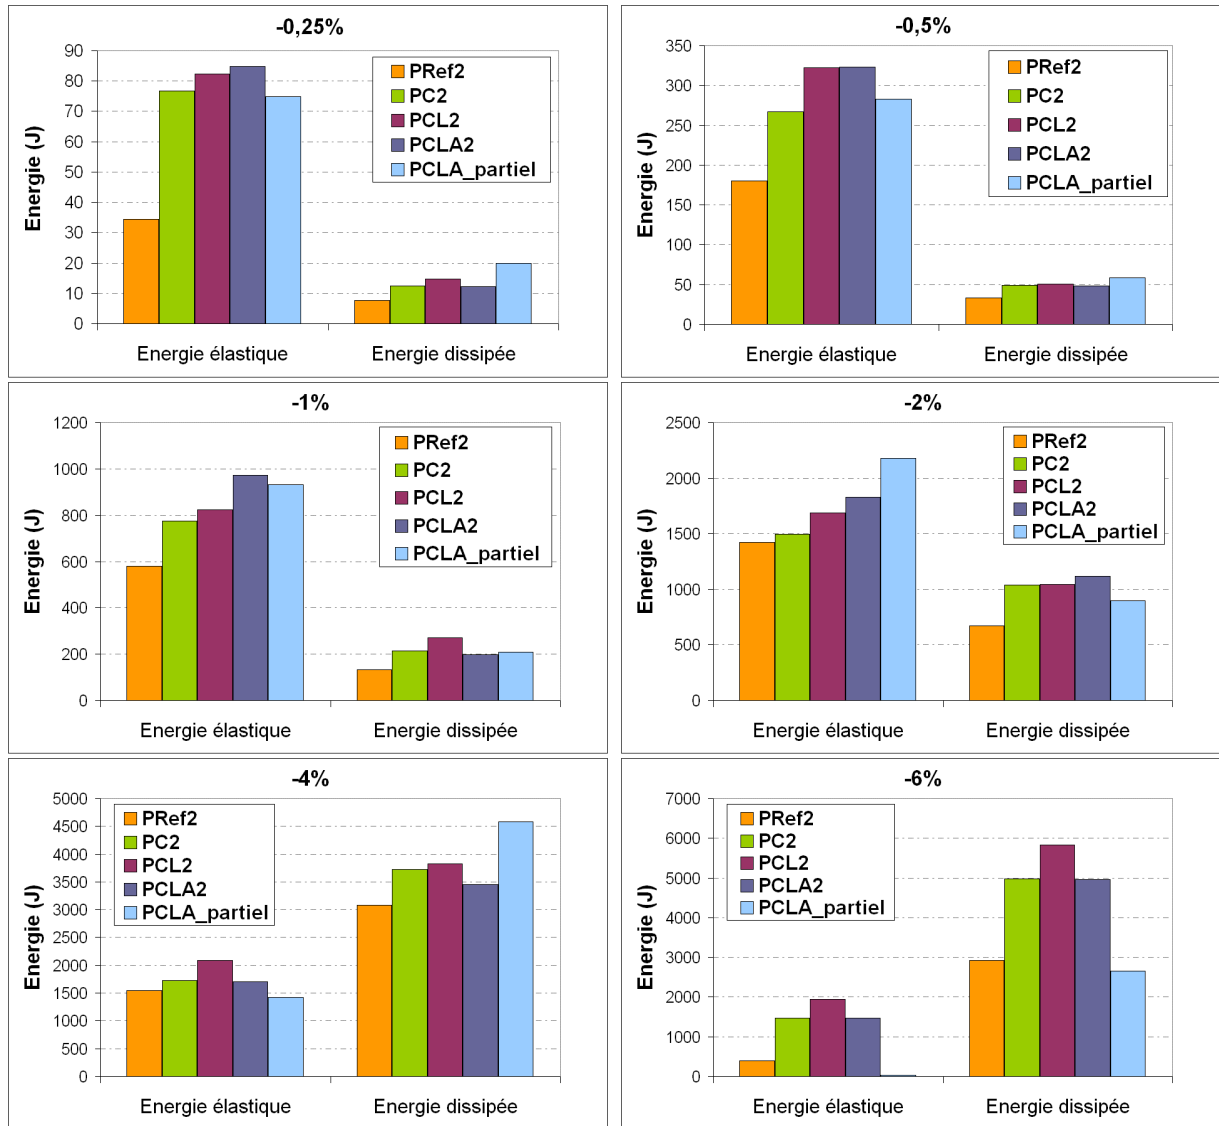 -0,25%
Energie (J)
90
80
70
60
50
40
30
20
10
0
PRef2
PC2
PCL2
PCLA2
PCLA_partiel
Energie élastique
Energie dissipée
-0,5%
Energie (J)
350
300
250
200
150
100
50
0
PRef2
PC2
PCL2
PCLA2
PCLA_partiel
Energie élastique
Energie dissipée
-1%
Energie (J)
1200
1000
800
600
400
200
0
PRef2
PC2
PCL2
PCLA2
PCLA_partiel
Energie élastique
Energie dissipée
-2%
Energie (J)
2500
2000
1500
1000
500
0
PRef2
PC2
PCL2
PCLA2
PCLA_partiel
Energie élastique
Energie dissipée
-4%
Energie (J)
5000
4500
4000
3500
3000
2500
2000
1500
1000
500
0
PRef2
PC2
PCL2
PCLA2
PCLA_partiel
Energie élastique
Energie dissipée
-6%
Energie (J)
7000
6000
5000
4000
3000
2000
1000
0
PRef2
PC2
PCL2
PCLA2
PCLA_partiel
Energie élastique
Energie dissipée